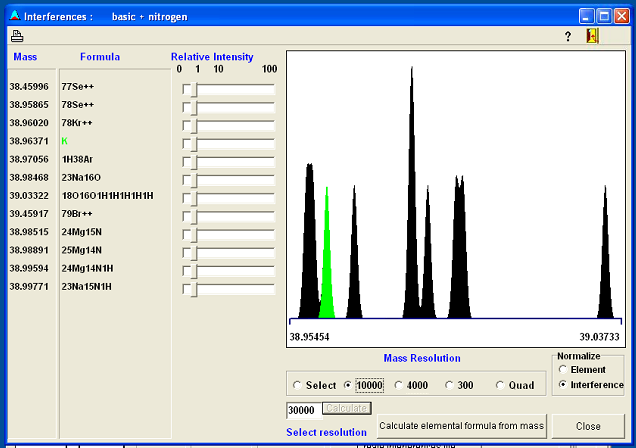 Interferences : basic + nitrogen
?
Mass Formula Relative Intensity
0 1 10 100
38.45996 77Se++
38.95865 78Se++
38.96020 78Kr++
38.96371 K
38.97056 1H38Ar
38.98468 23Na16O
39.03322 18O16O1H1H1H1H1H
39.45917 79Br++
38.98515 24Mg15N
38.98891 25Mg14N
38.99594 24Mg14N1H
38.99771 23Na15N1H
38.95454 39.03733
Mass Resolution
Select 10000 4000 300 Quad
Normalize
Element
Interference
30000 Calculate
Select resolution
Calculate elemental formula from mass
Close